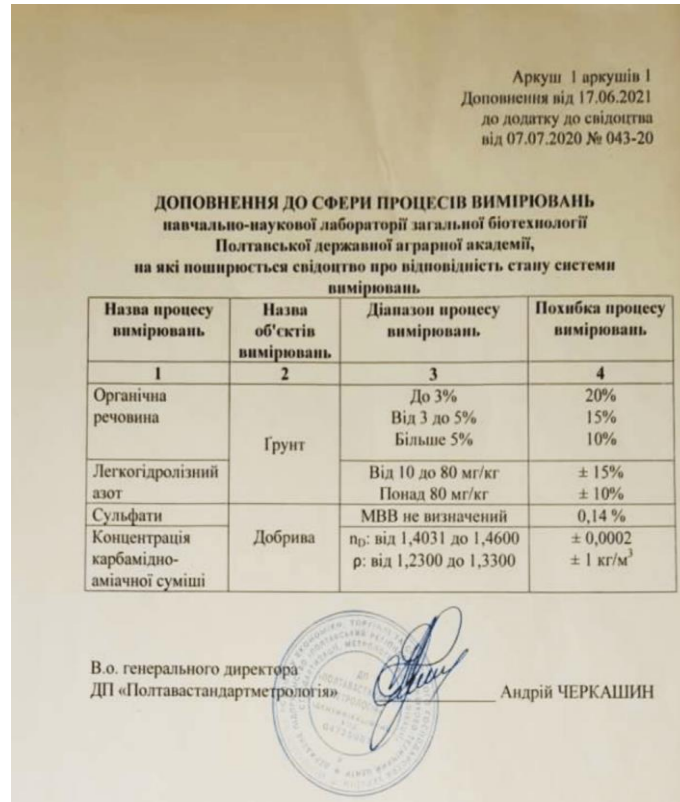 Аркуш 1 аркушів 1
Доповнення від 17.06.2021
до додатку до свідоцтва
від 07.07.2020 № 043-20
ДОПОВНЕННЯ ДО СФЕРИ ПРОЦЕСІВ ВИМІРЮВАНЬ
навчально-наукової лабораторії загальної біотехнології
Полтавської державної аграрної академії,
на які поширюється свідоцтво про відповідність стану системи
вимірювань
Назва процесу вимірювань
Назва об'єктів вимірювань
Діапазон процесу вимірювань
Похибка процесу вимірювань
1 2 3 4
Органічна речовина
Ґрунт
До 3% 20%
Від 3 до 5% 15%
Більше 5% 10%
Легкогідролізний азот
Від 10 до 80 мг/кг ± 15%
Понад 80 мг/кг ± 10%
Сульфати
Добрива
МВВ не визначений 0,14 %
Концентрація карбамідно-аміачної суміші
n_D: від 1,4031 до 1,4600 ± 0,0002
ρ: від 1,2300 до 1,3300 ± 1 кг/м³
В.о. генерального директора
ДП «Полтавастандартметрологія» Андрій ЧЕРКАШИН